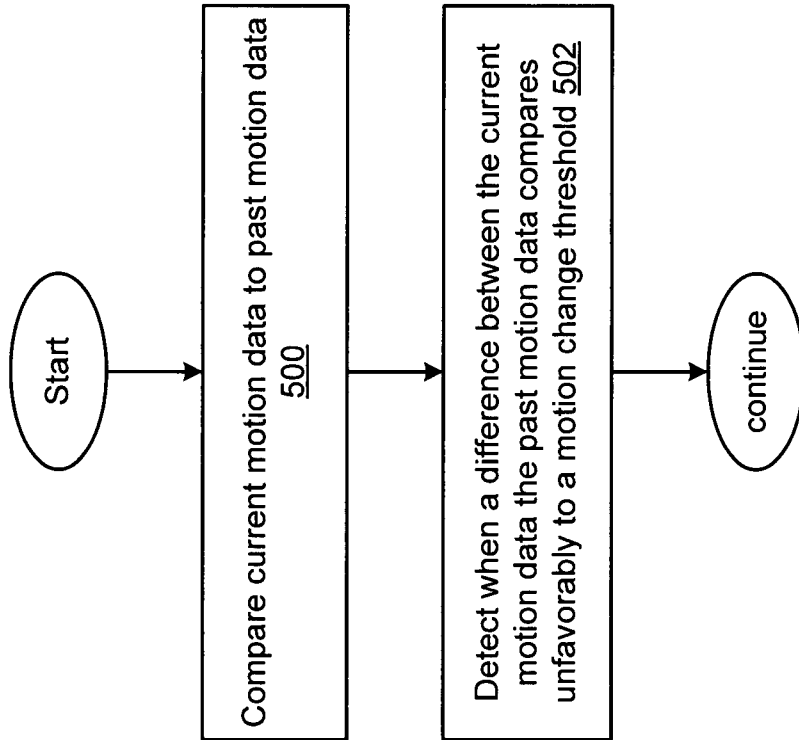 Start
Compare current motion data to past motion data
500
Detect when a difference between the current
motion data the past motion data compares
unfavorably to a motion change threshold 502
continue